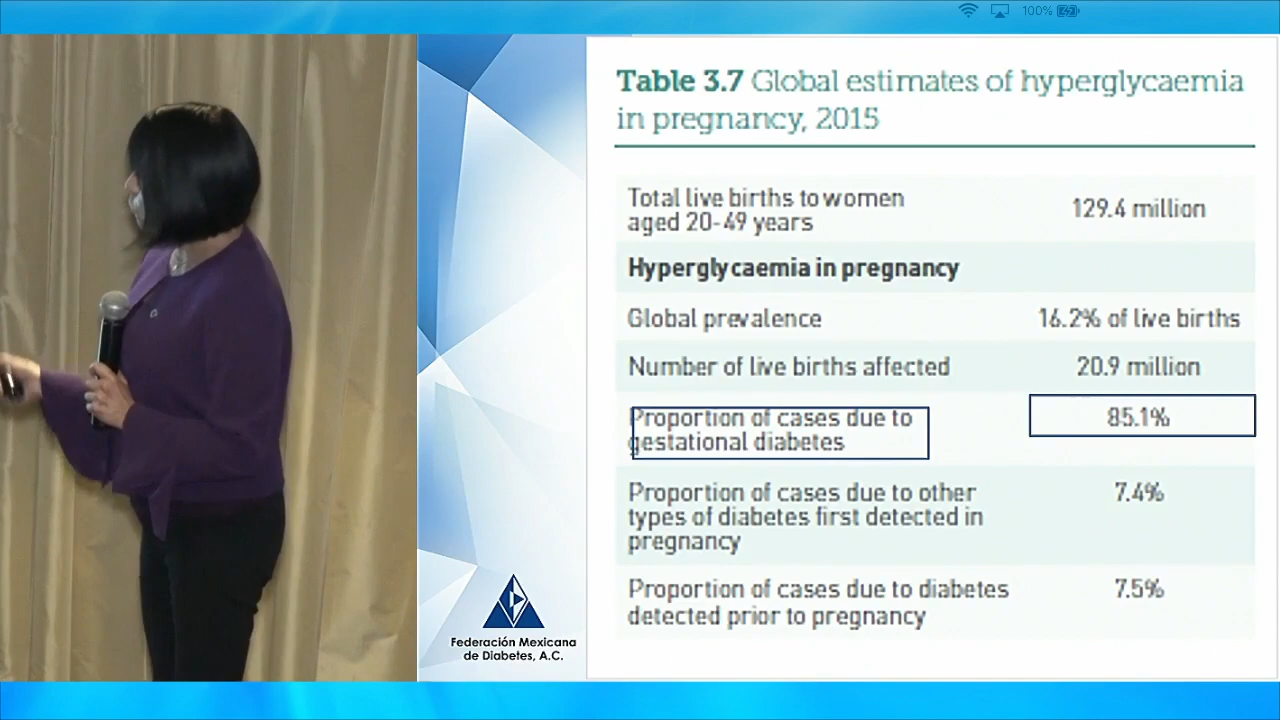 100%
Table 3.7 Global estimates of hyperglycaemia
in pregnancy, 2015
Total live births to women
aged 20-49 years
129.4 million
Hyperglycaemia in pregnancy
Global prevalence
16.2% of live births
Number of live births affected
20.9 million
Proportion of cases due to
gestational diabetes
85.1%
Proportion of cases due to other
types of diabetes first detected in
pregnancy
7.4%
Proportion of cases due to diabetes
detected prior to pregnancy
7.5%
Federación Mexicana
de Diabetes, A.C.